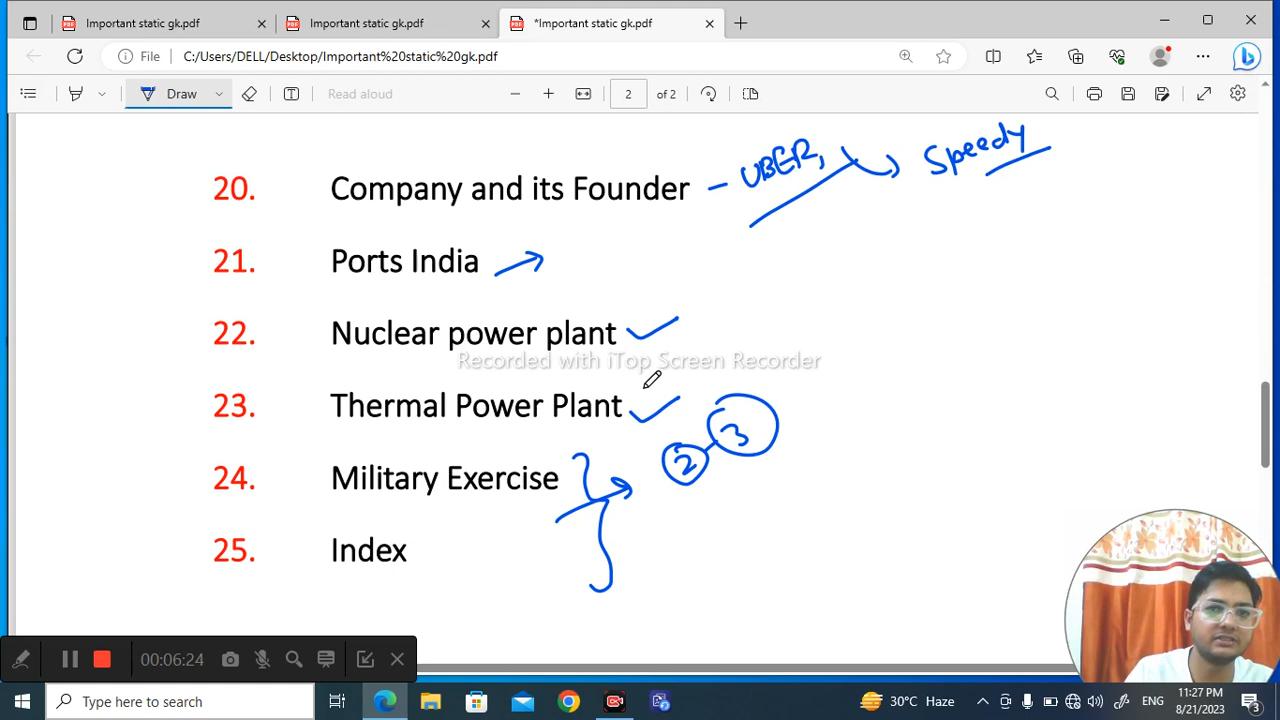 Important static gk.pdf
Important static gk.pdf
*Important static gk.pdf
File
C:/Users/DELL/Desktop/Important%20static%20gk.pdf
Draw
Read aloud
2
of 2
20. Company and its Founder - UBER, Speedy
21. Ports India
22. Nuclear power plant
Recorded with iTop Screen Recorder
23. Thermal Power Plant
2 3
24. Military Exercise
25. Index
00:06:24
Type here to search
30°C Haze
ENG
11:27 PM
8/21/2023
3